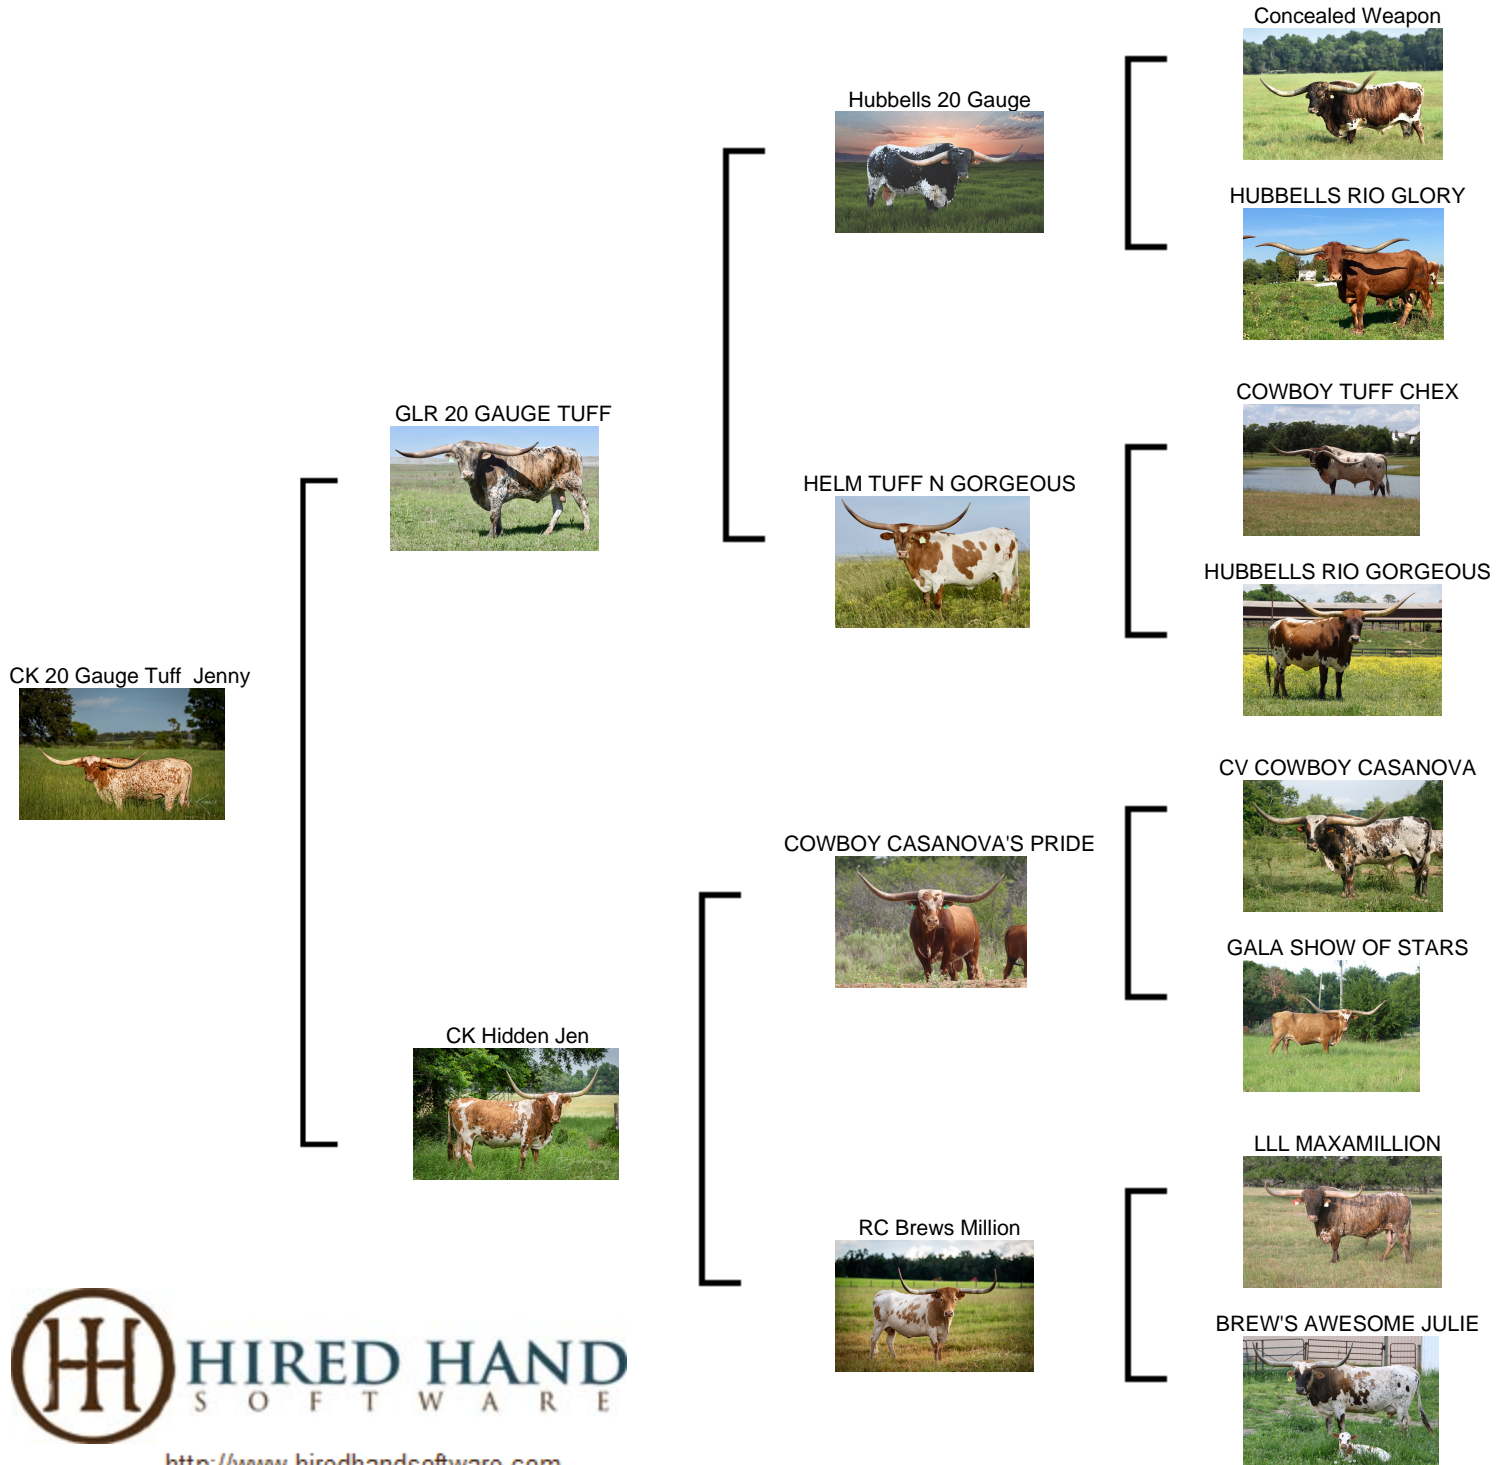 Concealed Weapon
Hubbells 20 Gauge
HUBBELLS RIO GLORY
COWBOY TUFF CHEX
GLR 20 GAUGE TUFF
HELM TUFF N GORGEOUS
HUBBELLS RIO GORGEOUS
CK 20 Gauge Tuff  Jenny
CV COWBOY CASANOVA
COWBOY CASANOVA'S PRIDE
GALA SHOW OF STARS
CK Hidden Jen
LLL MAXAMILLION
RC Brews Million
BREW'S AWESOME JULIE
HIRED HAND
SOFTWARE
http://www.hiredhandsoftware.com